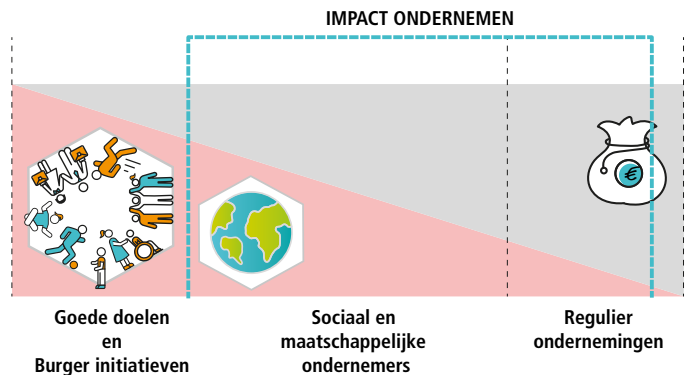 IMPACT ONDERNEMEN
€
Goede doelen
en
Burger initiatieven
Sociaal en
maatschappelijke
ondernemers
Regulier
ondernemingen